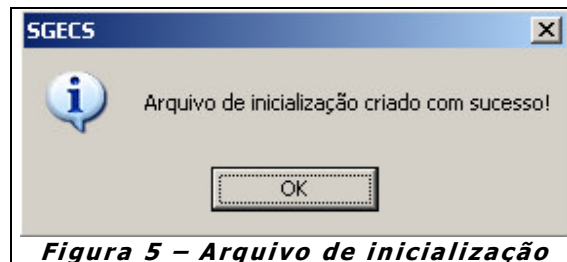 SGECS
Arquivo de inicialização criado com sucesso!
OK
Figura 5 – Arquivo de inicialização